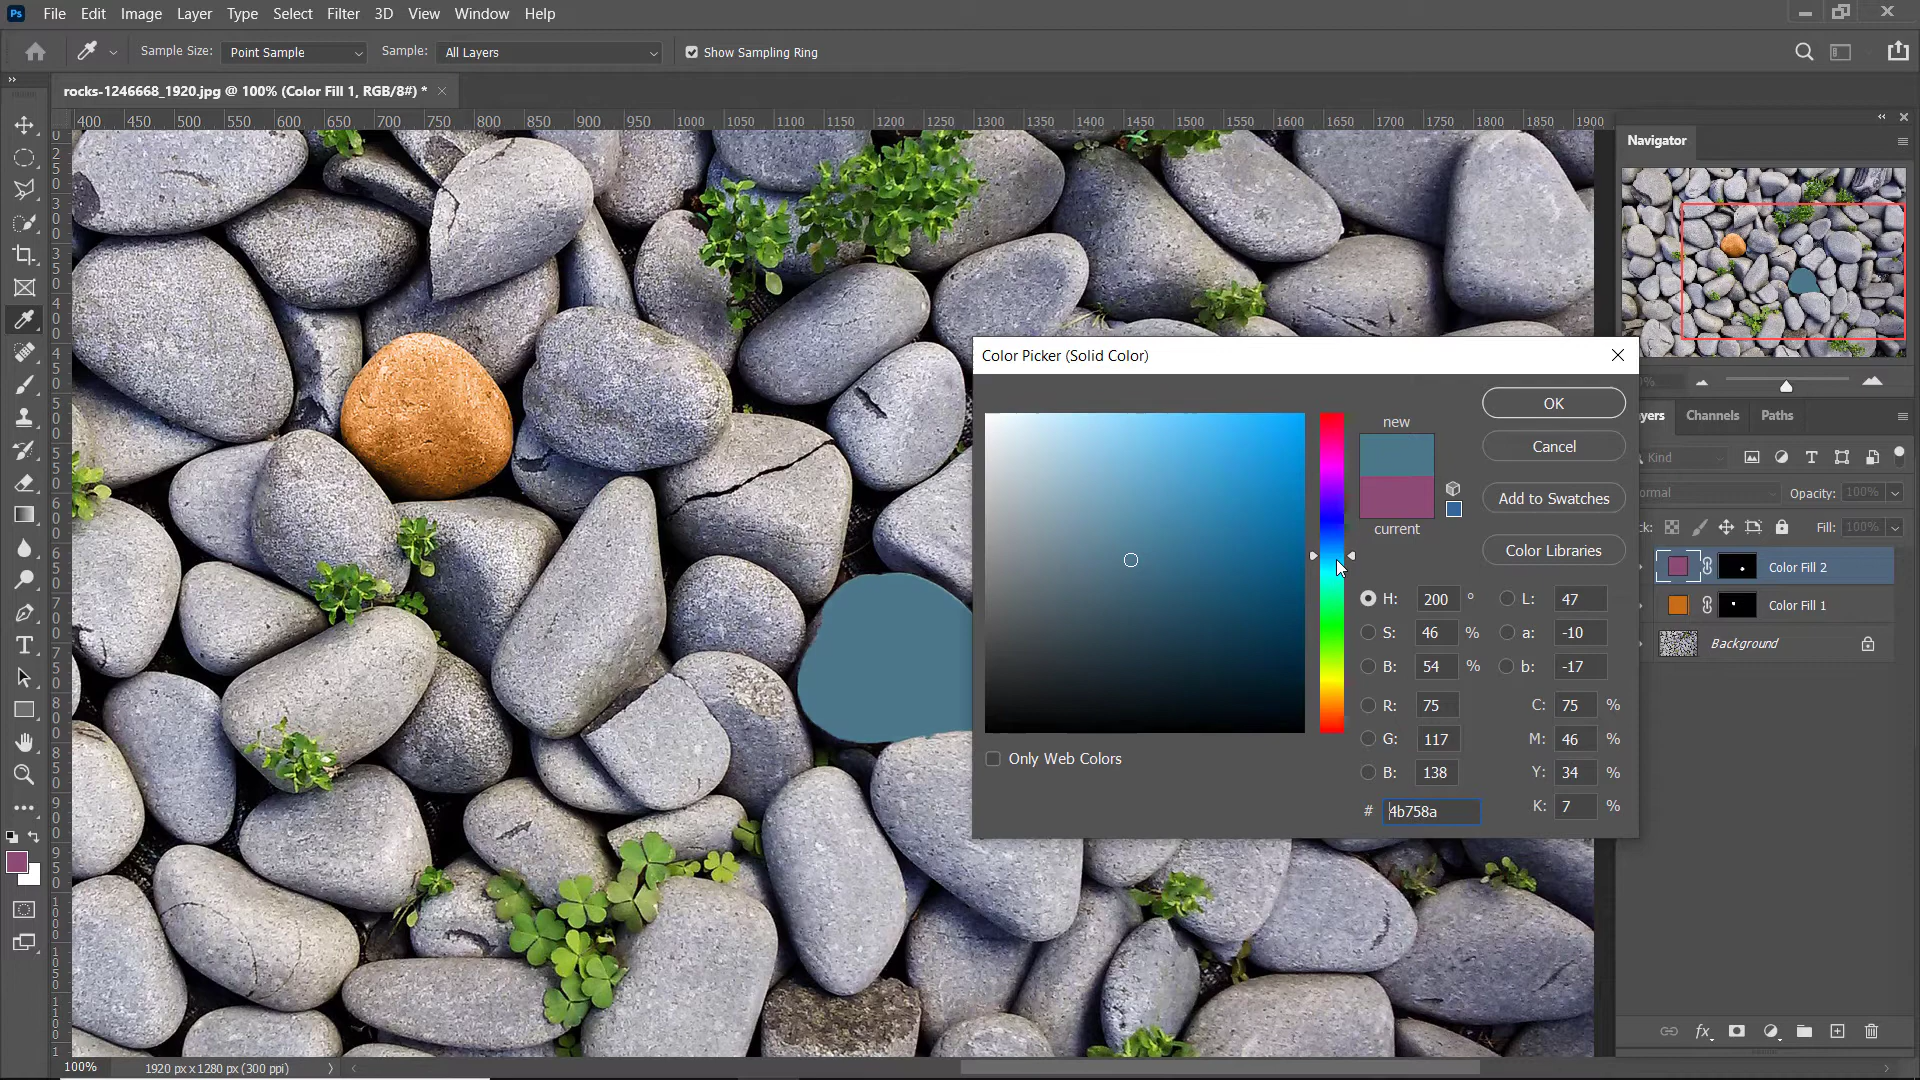 Ps File Edit Image Layer Type Select Filter 3D View Window Help
Sample Size: Point Sample Sample: All Layers Show Sampling Ring
rocks-1246668_1920.jpg @ 100% (Color Fill 1, RGB/8#) *
400 450 500 550 600 650 700 750 800 850 900 950 1000 1050 1100 1150 1200 1250 1300 1350 1400 1450 1500 1550 1600 1650 1700 1750 1800 1850 1900
Navigator
Color Picker (Solid Color)
new
OK
Cancel
Add to Swatches
current
Color Libraries
H: 200 ° L: 47
S: 46 % a: -10
B: 54 % b: -17
R: 75 C: 75 %
G: 117 M: 46 %
B: 138 Y: 34 %
# 4b758a K: 7 %
Only Web Colors
Channels Paths
Kind
Opacity: 100%
Fill: 100%
Color Fill 2
Color Fill 1
Background
fx
100% 1920 px x 1280 px (300 ppi)